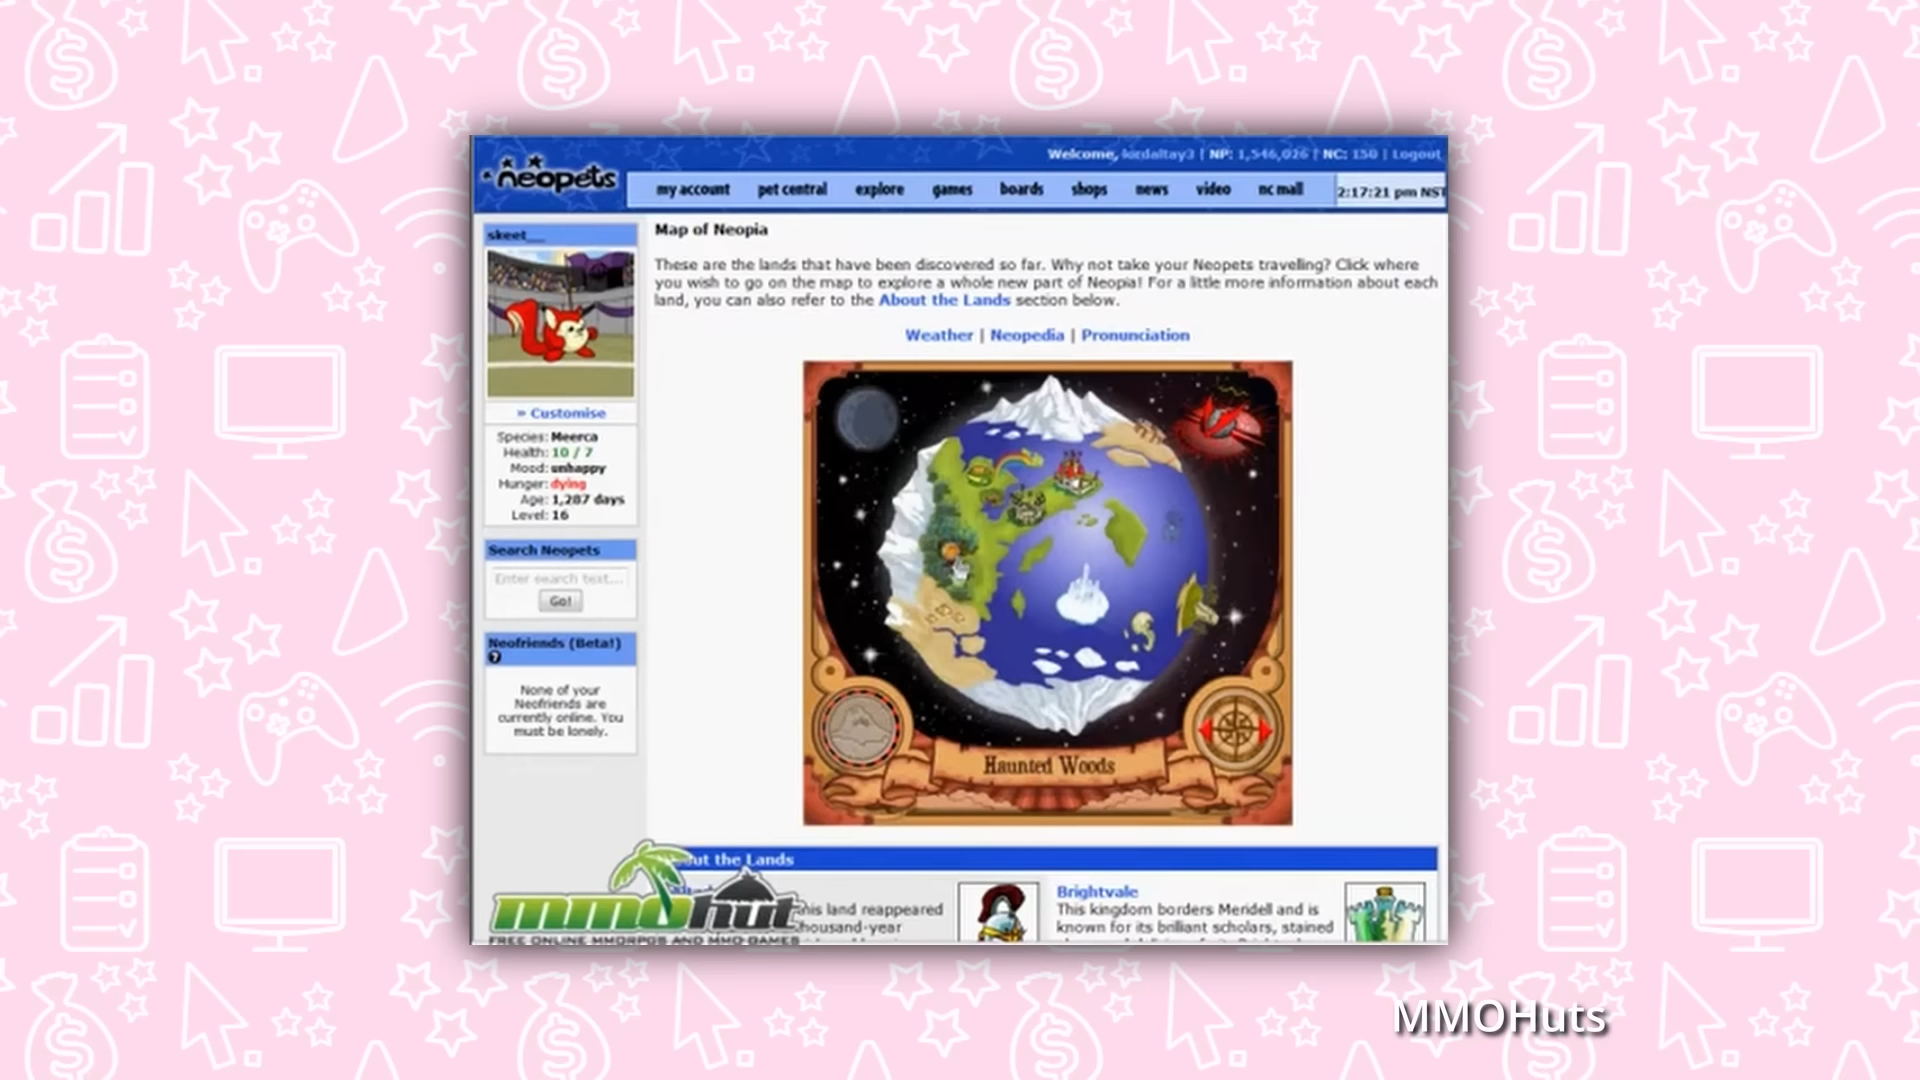 neopets
Welcome, kirdaltay3 | NP: 1,546,026 | NC: 150 | Logout
my account pet central explore games boards shops news video nc mall 2:17:21 pm NST
skeet__
» Customise
Species: Meerca
Health: 10 / 7
Mood: unhappy
Hunger: dying
Age: 1,287 days
Level: 16
Search Neopets
Enter search text...
Go!
Neofriends (Beta!)
?
None of your
Neofriends are
currently online. You
must be lonely.
Map of Neopia
These are the lands that have been discovered so far. Why not take your Neopets travelling? Click where
you wish to go on the map to explore a whole new part of Neopia! For a little more information about each
land, you can also refer to the About the Lands section below.
Weather | Neopedia | Pronunciation
Haunted Woods
out the Lands
his land reappeared
thousand-year
Brightvale
This kingdom borders Meridell and is
known for its brilliant scholars, stained
mmohut
FREE ONLINE MMORPGS AND MMO GAMES
MMOHuts